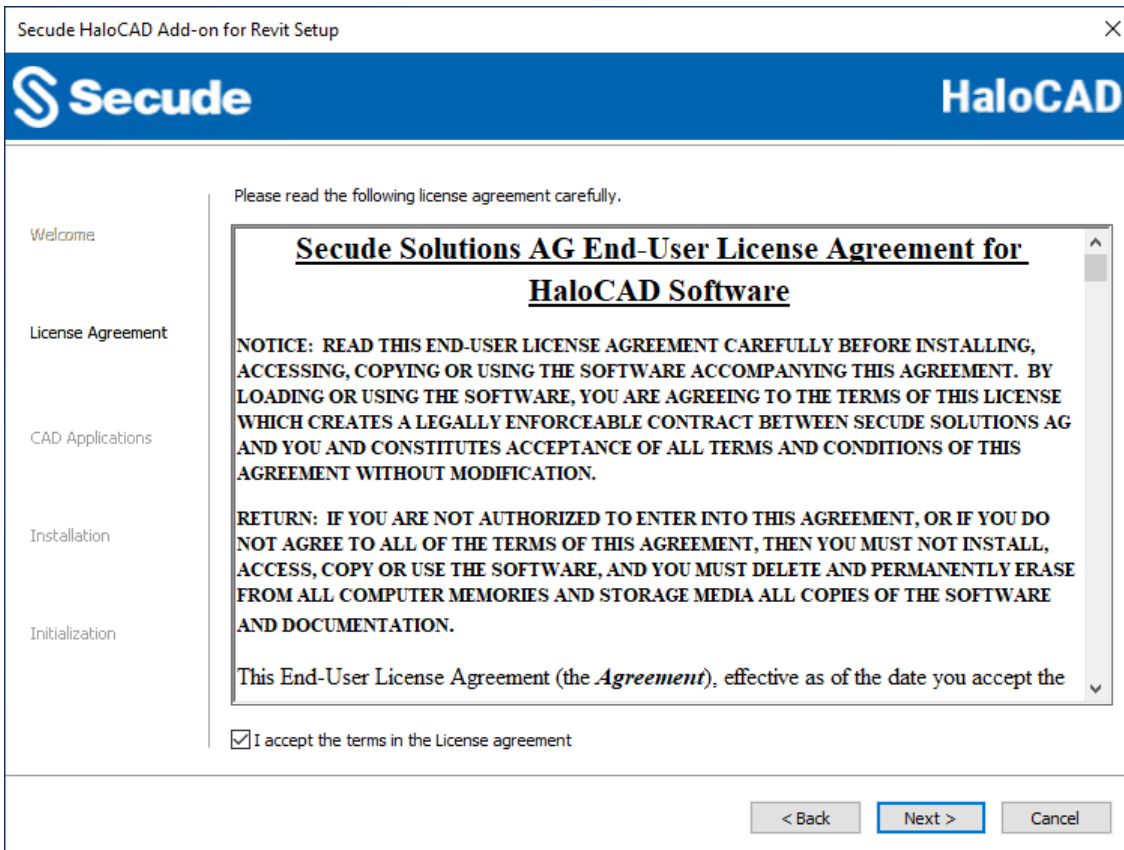 Secude HaloCAD Add-on for Revit Setup
Secude
HaloCAD
Welcome
License Agreement
CAD Applications
Installation
Initialization
Please read the following license agreement carefully.
Secude Solutions AG End-User License Agreement for
HaloCAD Software
NOTICE: READ THIS END-USER LICENSE AGREEMENT CAREFULLY BEFORE INSTALLING,
ACCESSING, COPYING OR USING THE SOFTWARE ACCOMPANYING THIS AGREEMENT. BY
LOADING OR USING THE SOFTWARE, YOU ARE AGREEING TO THE TERMS OF THIS LICENSE
WHICH CREATES A LEGALLY ENFORCEABLE CONTRACT BETWEEN SECUDE SOLUTIONS AG
AND YOU AND CONSTITUTES ACCEPTANCE OF ALL TERMS AND CONDITIONS OF THIS
AGREEMENT WITHOUT MODIFICATION.
RETURN: IF YOU ARE NOT AUTHORIZED TO ENTER INTO THIS AGREEMENT, OR IF YOU DO
NOT AGREE TO ALL OF THE TERMS OF THIS AGREEMENT, THEN YOU MUST NOT INSTALL,
ACCESS, COPY OR USE THE SOFTWARE, AND YOU MUST DELETE AND PERMANENTLY ERASE
FROM ALL COMPUTER MEMORIES AND STORAGE MEDIA ALL COPIES OF THE SOFTWARE
AND DOCUMENTATION.
This End-User License Agreement (the Agreement), effective as of the date you accept the
I accept the terms in the License agreement
< Back
Next >
Cancel